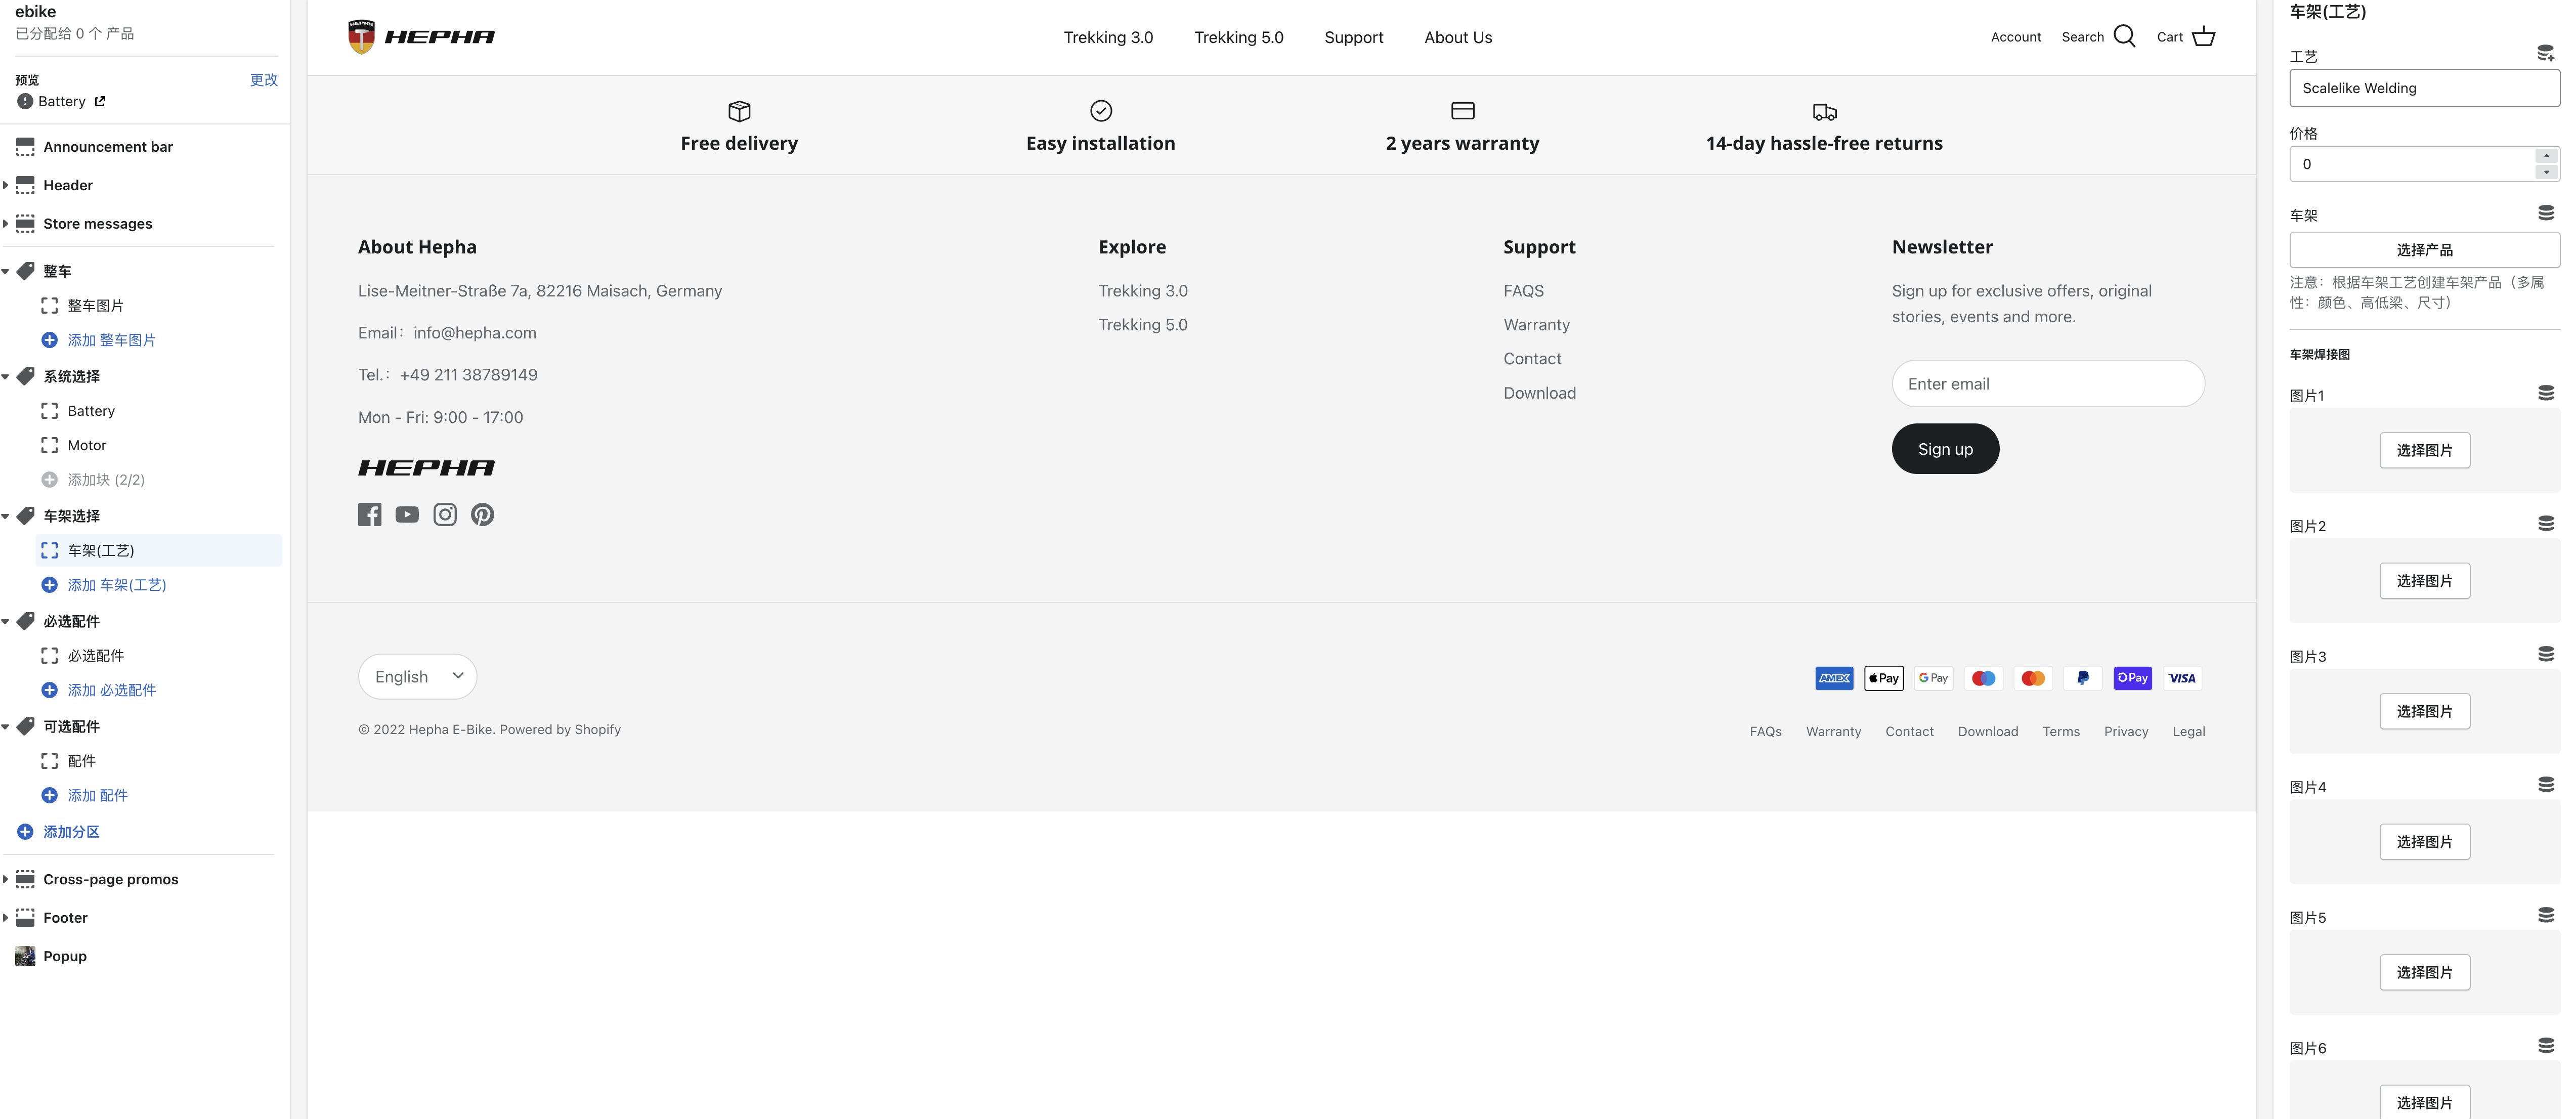 ebike
已分配给 0 个 产品
预览
更改
Battery
Announcement bar
Header
Store messages
整车
整车图片
添加 整车图片
系统选择
Battery
Motor
添加块 (2/2)
车架选择
车架(工艺)
添加 车架(工艺)
必选配件
必选配件
添加 必选配件
可选配件
配件
添加 配件
添加分区
Cross-page promos
Footer
Popup
HEPHA
HEPHA
Trekking 3.0
Trekking 5.0
Support
About Us
Account
Search
Cart
Free delivery
Easy installation
2 years warranty
14-day hassle-free returns
About Hepha
Lise-Meitner-Straße 7a, 82216 Maisach, Germany
Email：info@hepha.com
Tel.：+49 211 38789149
Mon - Fri: 9:00 - 17:00
HEPHA
Explore
Trekking 3.0
Trekking 5.0
Support
FAQS
Warranty
Contact
Download
Newsletter
Sign up for exclusive offers, original
stories, events and more.
Enter email
Sign up
English
AMEX
Pay
G Pay
Pay
VISA
© 2022 Hepha E-Bike. Powered by Shopify
FAQs
Warranty
Contact
Download
Terms
Privacy
Legal
车架(工艺)
工艺
Scalelike Welding
价格
0
车架
选择产品
注意：根据车架工艺创建车架产品（多属
性：颜色、高低梁、尺寸）
车架焊接图
图片1
选择图片
图片2
选择图片
图片3
选择图片
图片4
选择图片
图片5
选择图片
图片6
选择图片